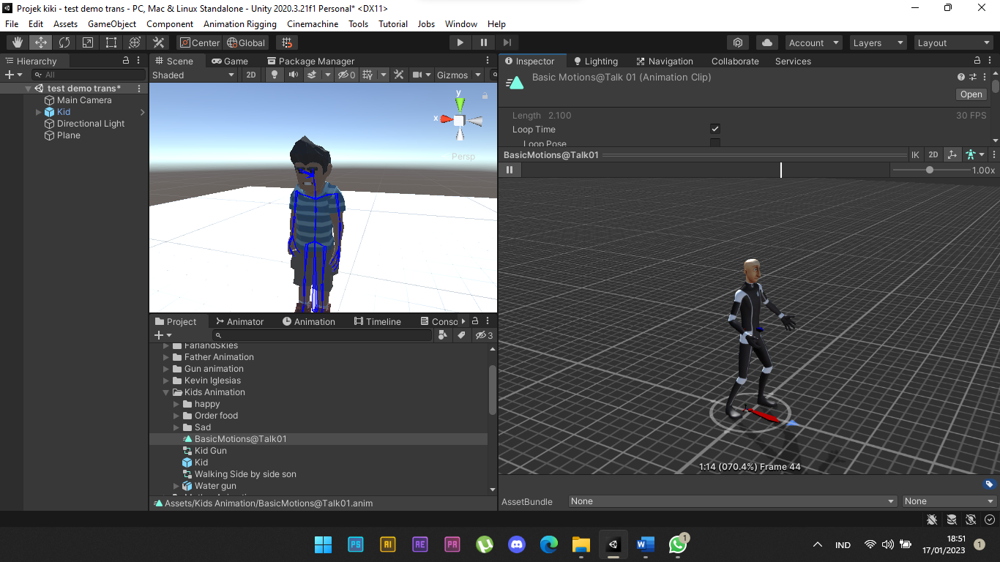 Projek kiki - test demo trans - PC, Mac & Linux Standalone - Unity 2020.3.21f1 Personal* <DX11>
File Edit Assets GameObject Component Animation Rigging Cinemachine Tools Tutorial Jobs Window Help
Center Global Account Layers Layout
Hierarchy
All
test demo trans*
Main Camera
Kid
Directional Light
Plane
Scene Game Package Manager
Shaded 2D 0 Gizmos
y
x
Persp
Project Animator Animation Timeline Conso
3
FarlandSkies
Father Animation
Gun animation
Kevin Iglesias
Kids Animation
happy
Order food
Sad
BasicMotions@Talk01
Kid Gun
Kid
Walking Side by side son
Water gun
Assets/Kids Animation/BasicMotions@Talk01.anim
Inspector Lighting Navigation Collaborate Services
Basic Motions@Talk 01 (Animation Clip)
Open
Length 2.100 30 FPS
Loop Time
Loop Pose
BasicMotions@Talk01 IK 2D
1.00x
1:14 (070.4%) Frame 44
AssetBundle None None
PS AI AE PR W 1
IND 18:51
17/01/2023 1